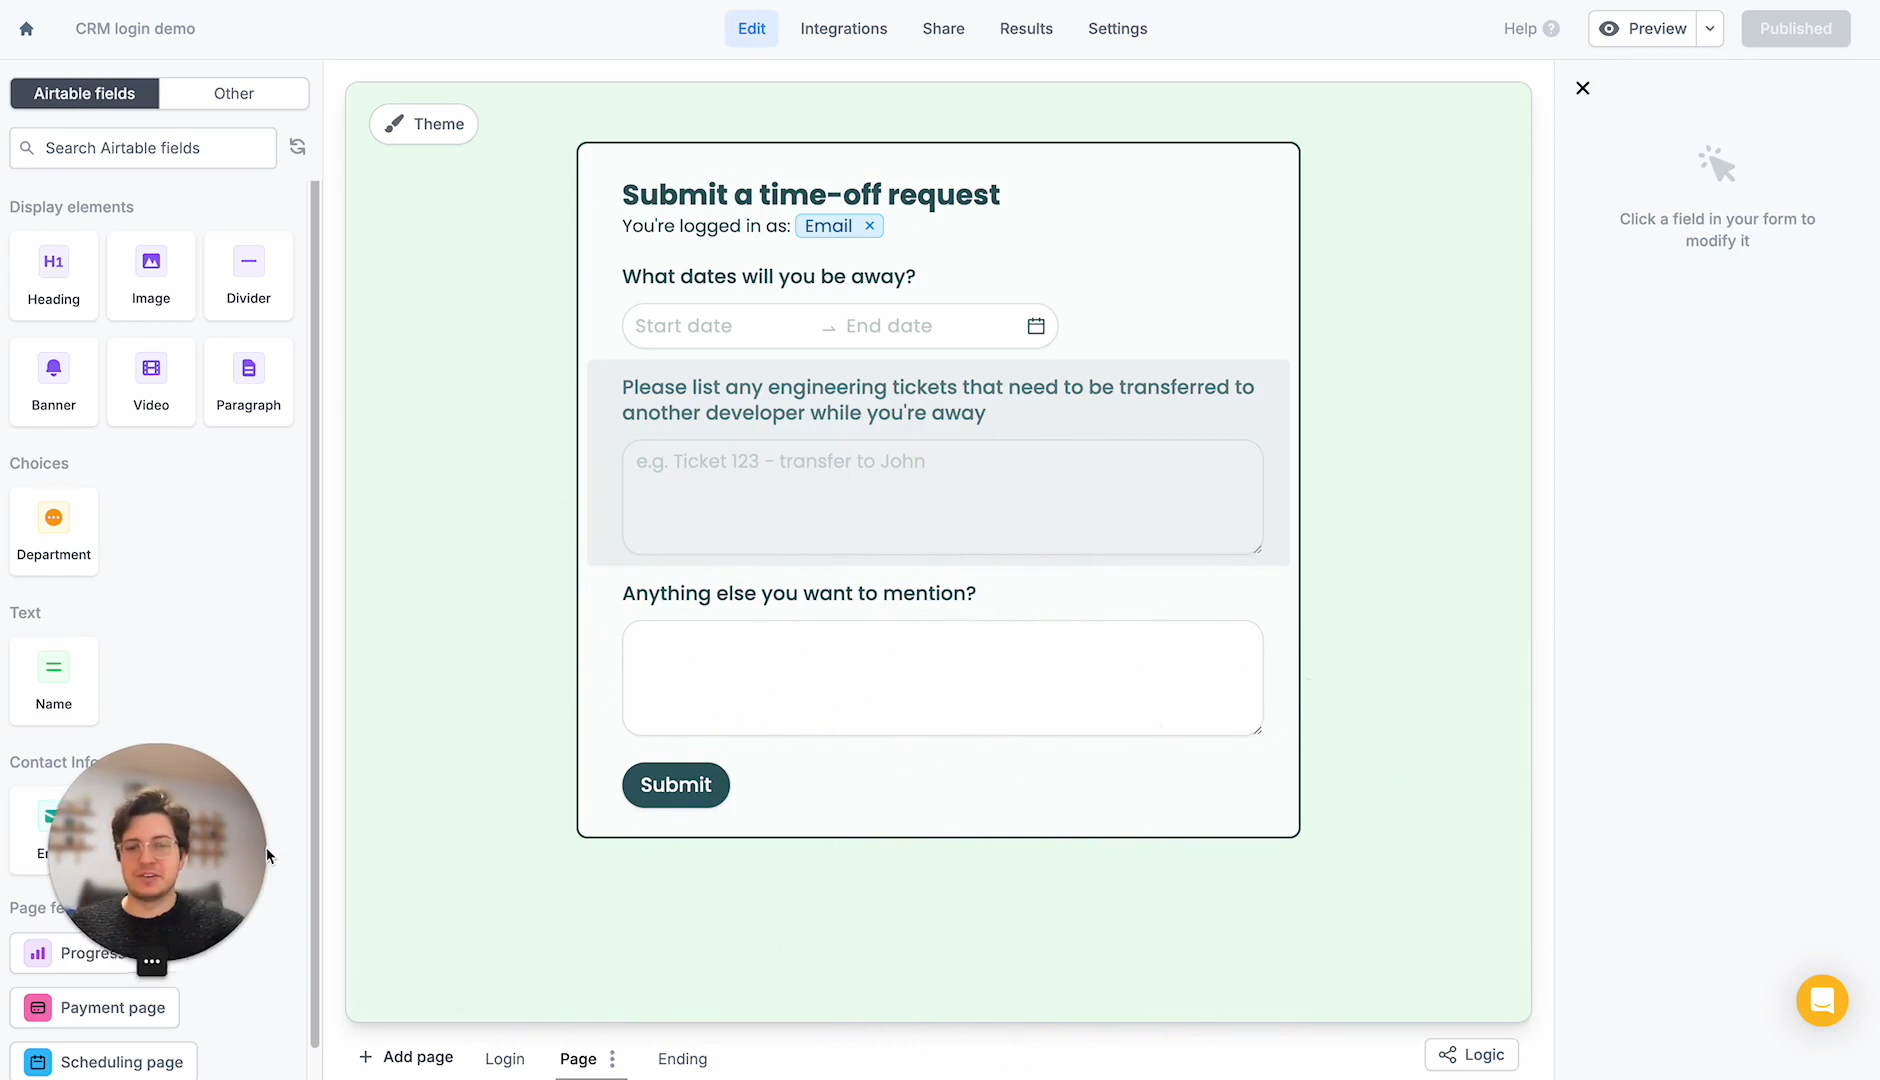 CRM login demo
Edit
Integrations
Share
Results
Settings
Help
Preview
Published
Airtable fields
Other
Search Airtable fields
Theme
Display elements
H1
Heading
Image
Divider
Banner
Video
Paragraph
Choices
Department
Text
Name
Contact Info
Page fe
Progress
Payment page
Scheduling page
Submit a time-off request
You're logged in as: Email ×
What dates will you be away?
Start date → End date
Please list any engineering tickets that need to be transferred to
another developer while you're away
e.g. Ticket 123 - transfer to John
Anything else you want to mention?
Submit
+ Add page
Login
Page
Ending
Logic
Click a field in your form to
modify it